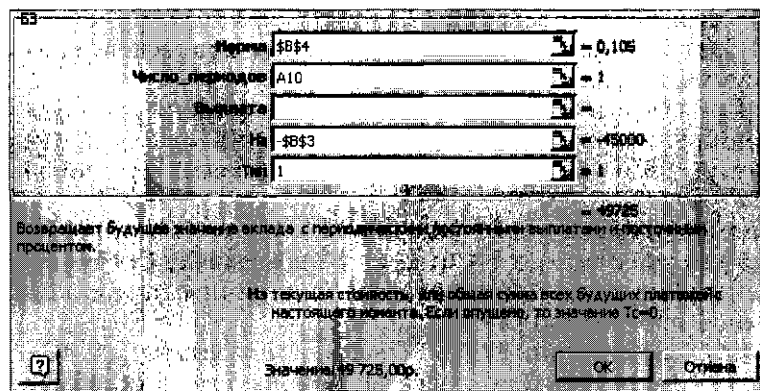 БЗ
Норма $B$4 = 0,105
Число_периодов A10 = 1
Выплата =
Нз -$B$3 = -45000
Тип 1 = 1
= 49725
Возвращает будущее значение вклада с периодическими постоянными выплатами и постоянным
процентом.
Нз текущая стоимость, или общая сумма всех будущих платежей с
настоящего момента. Если опущено, то значение Тс=0.
Значение: 49 725,00р.
OK
Отмена